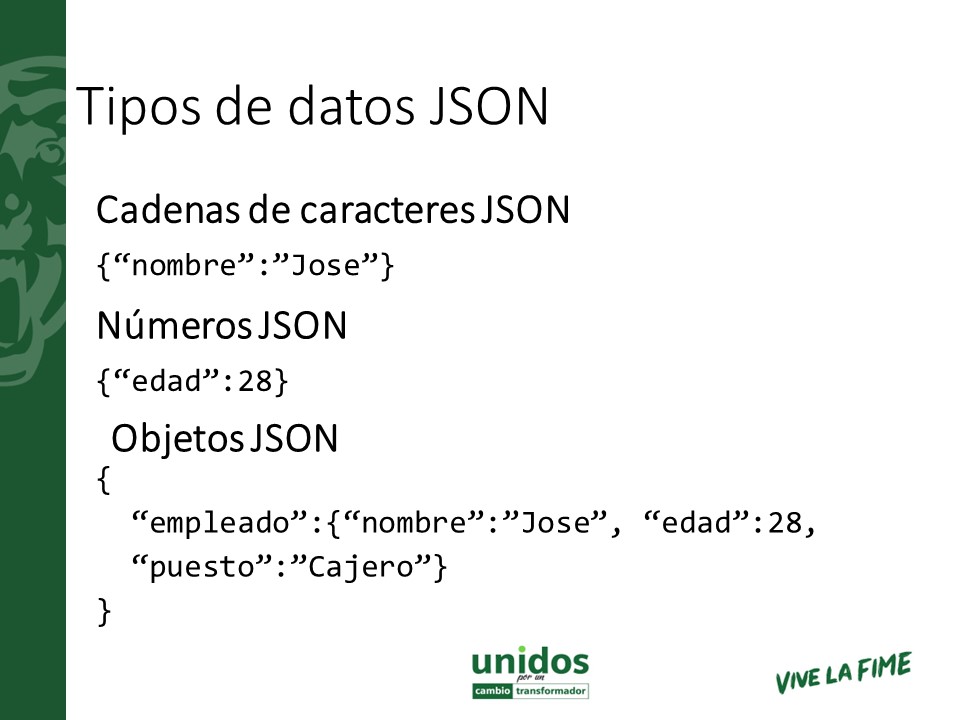 Tipos de datos JSON
Cadenas de caracteres JSON
{“nombre”:”Jose”}
Números JSON
{“edad”:28}
Objetos JSON
{
“empleado”:{“nombre”:”Jose”, “edad”:28,
“puesto”:”Cajero”}
}
unidos
por un
cambio transformador
VIVE LA FIME